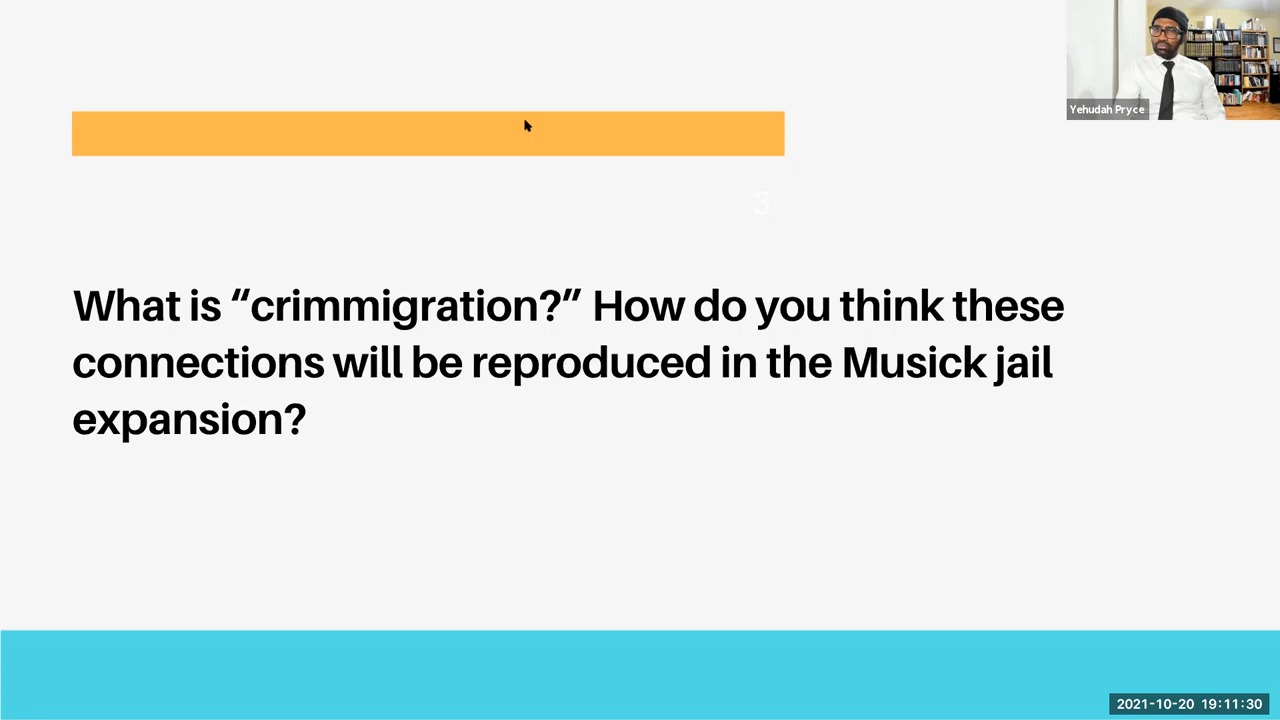 Yehudah Pryce
3
What is “crimmigration?” How do you think these
connections will be reproduced in the Musick jail
expansion?
2021-10-20 19:11:30